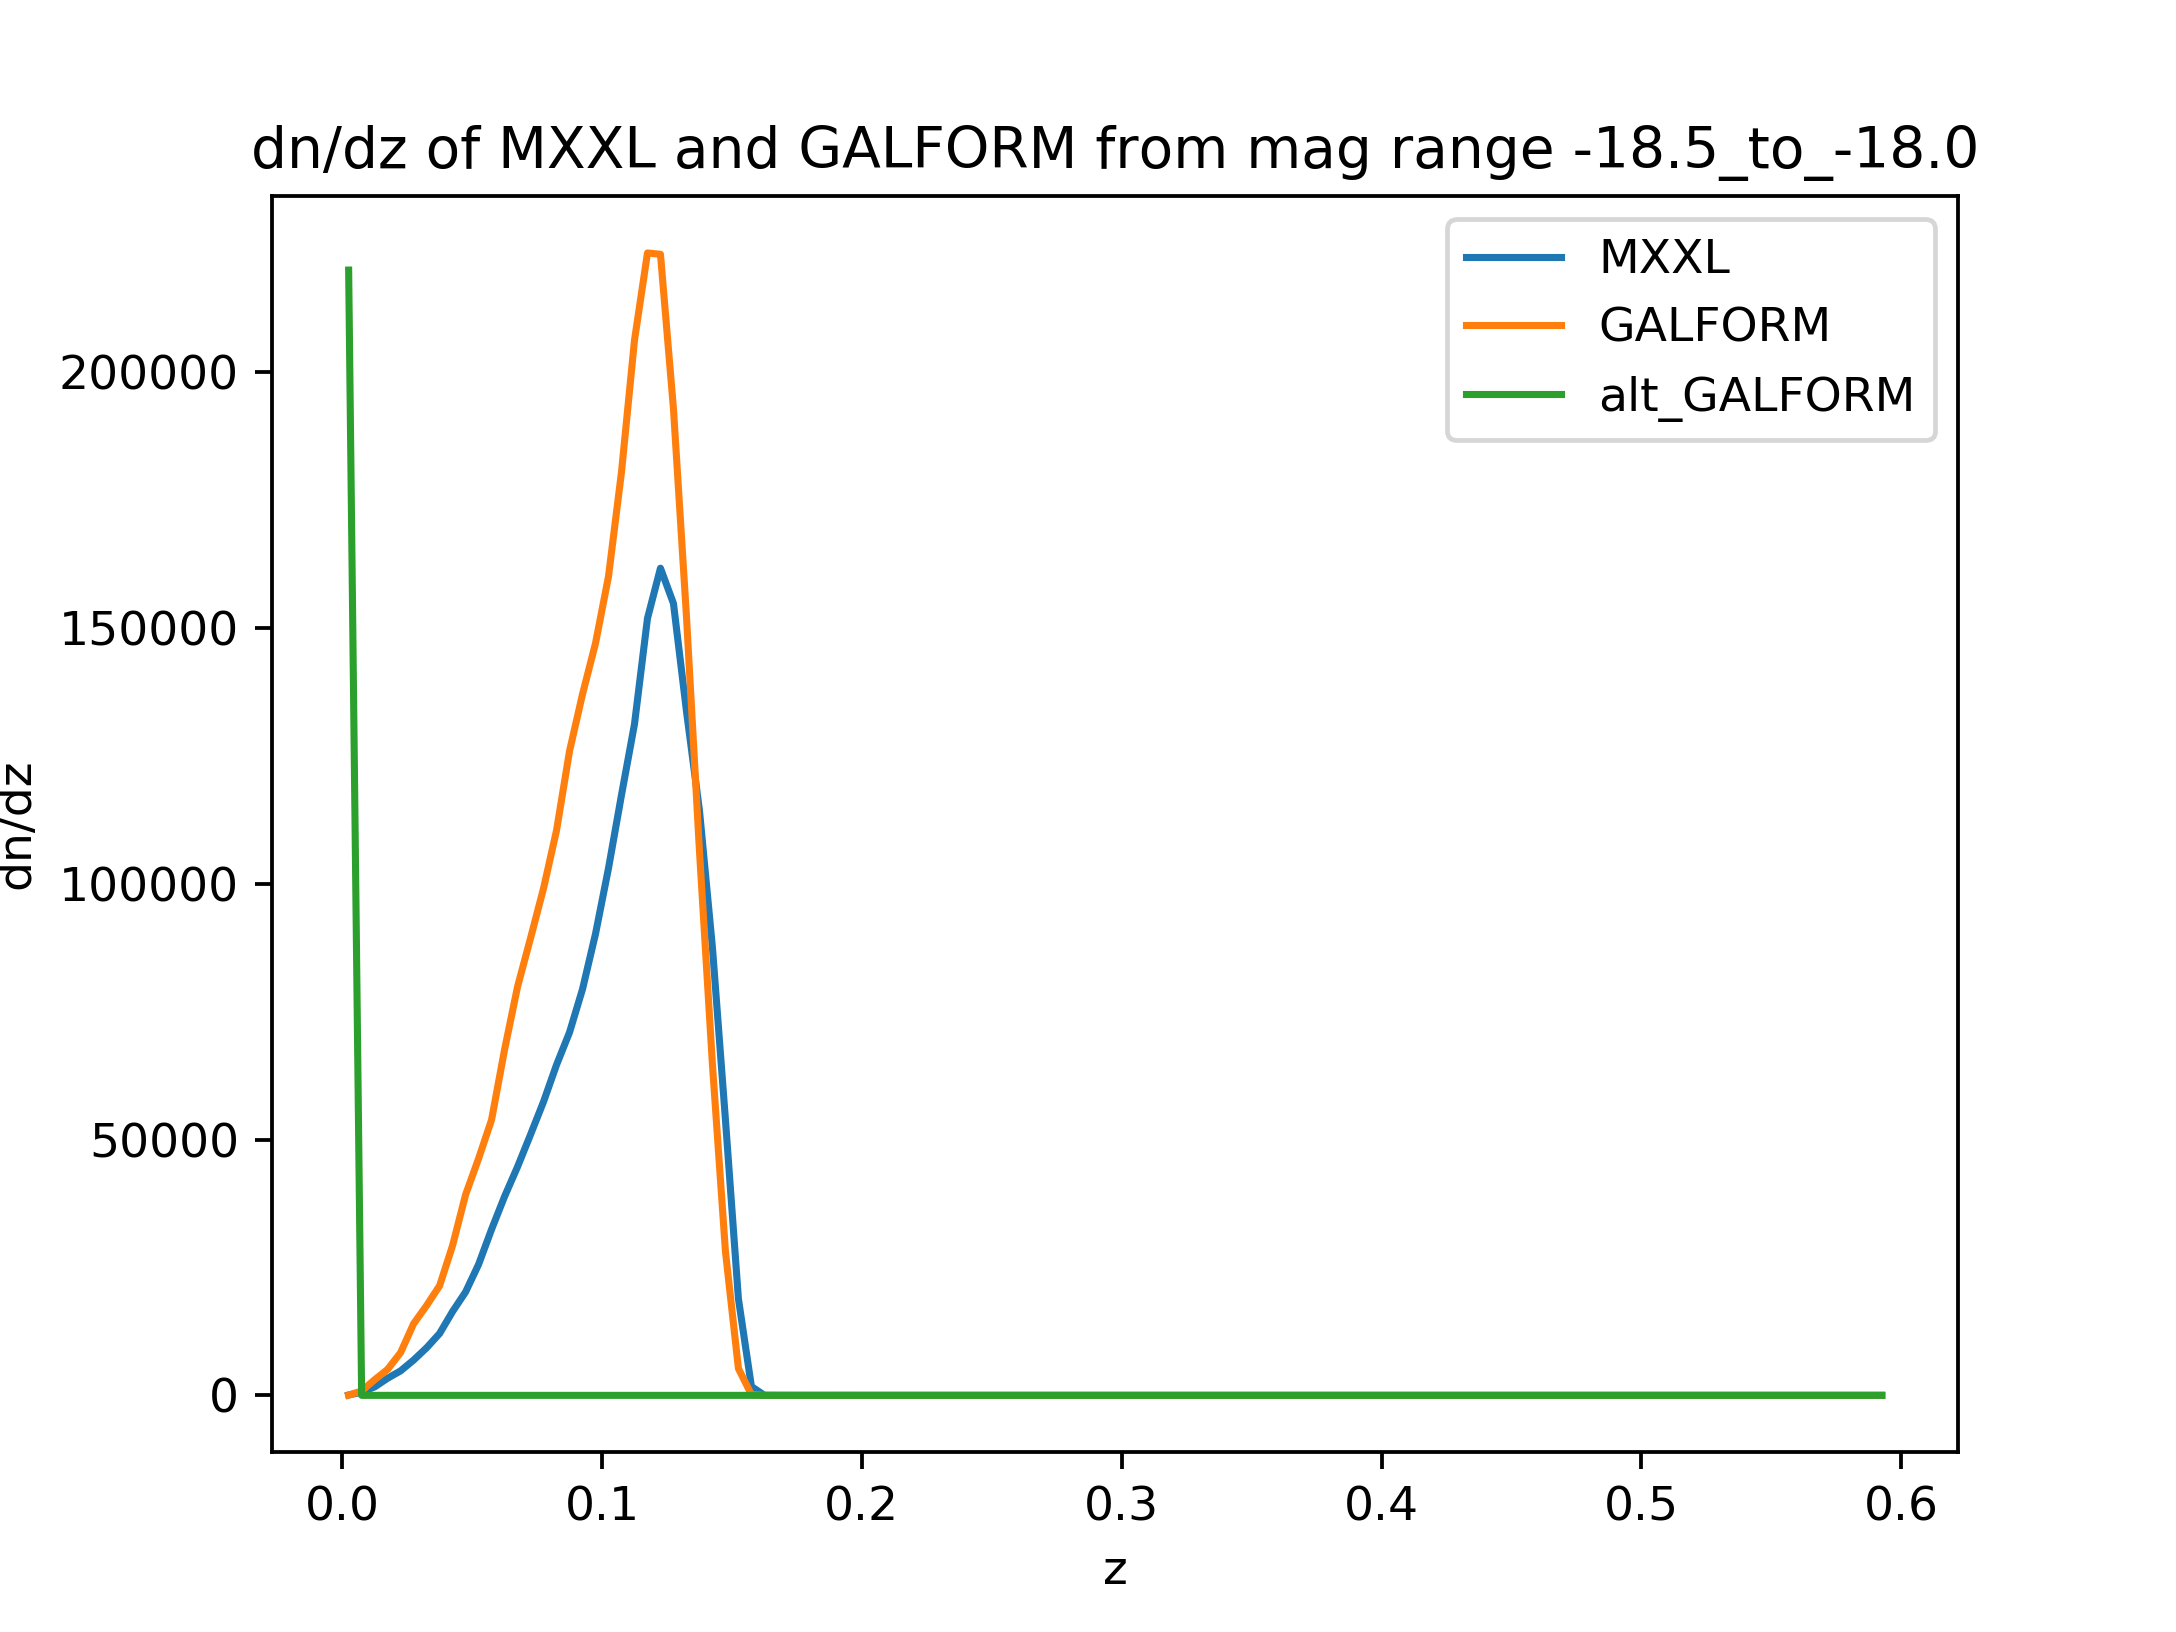 dn/dz of MXXL and GALFORM from mag range -18.5_to_-18.0
MXXL
GALFORM
alt_GALFORM
200000
150000
100000
50000
0
dn/dz
0.0 0.1 0.2 0.3 0.4 0.5 0.6
z